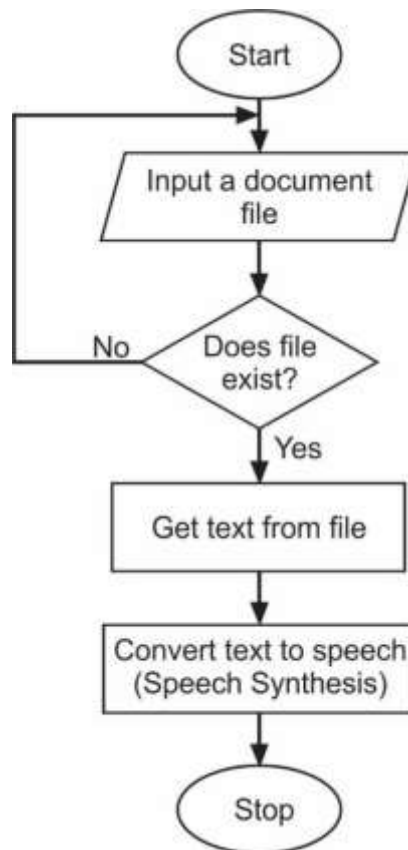 Start
Input a document
file
No
Does file
exist?
Yes
Get text from file
Convert text to speech
(Speech Synthesis)
Stop